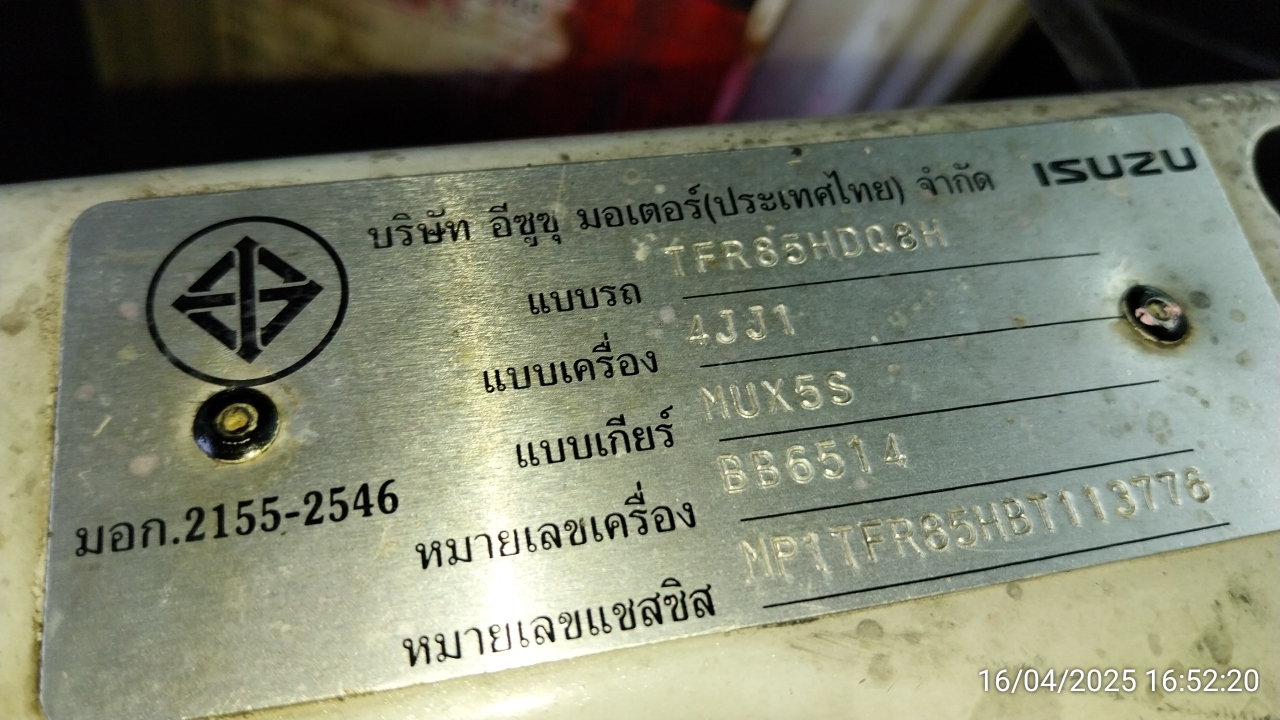 บริษัท อีซูซุ มอเตอร์(ประเทศไทย) จำกัด ISUZU
แบบรถ TFR85HDQ8H
แบบเครื่อง 4JJ1
แบบเกียร์ MUX5S
หมายเลขเครื่อง BB6514
หมายเลขแชสซิส MP1TFR85HBT113776
มอก.2155-2546
16/04/2025 16:52:20